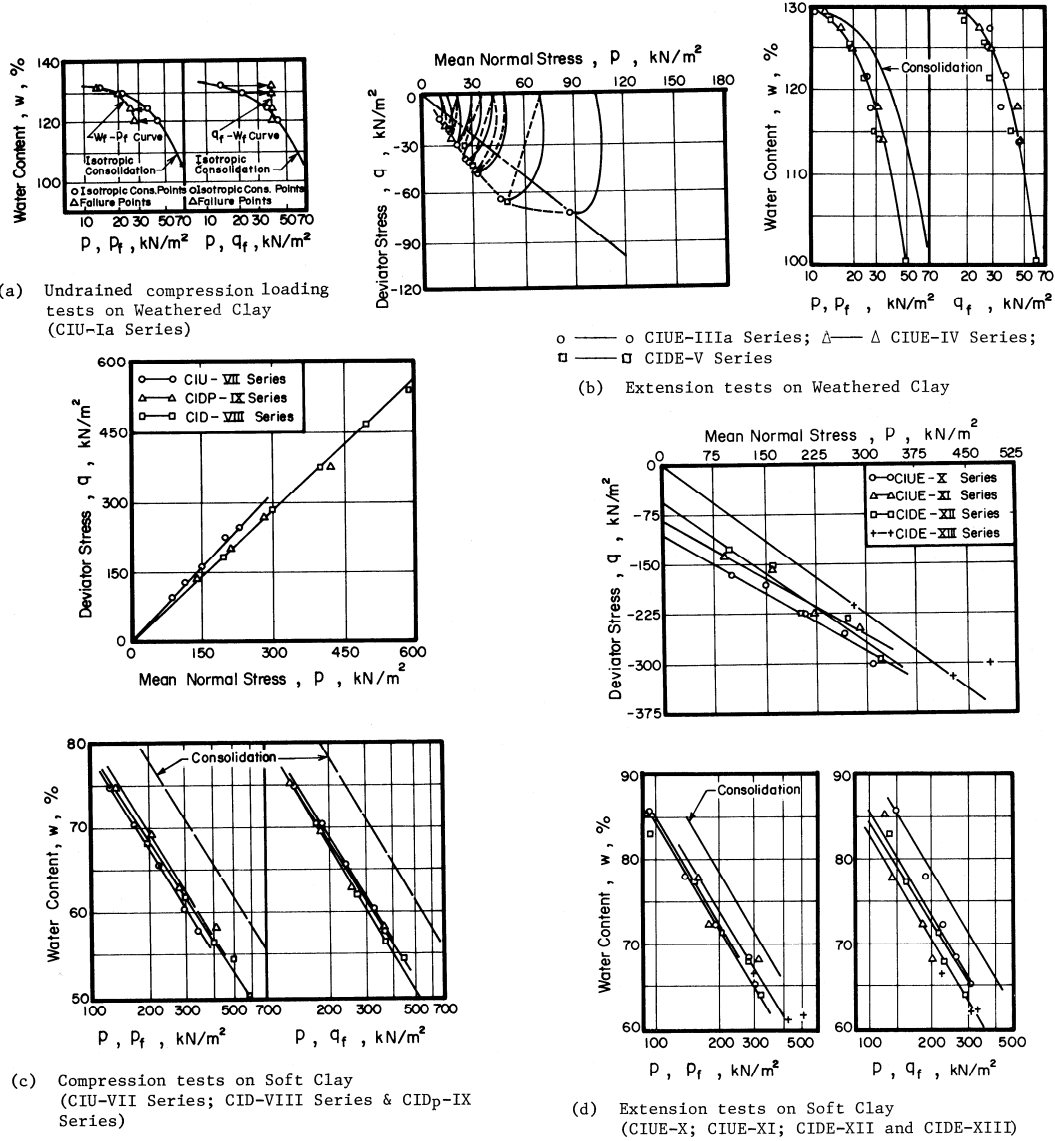 140
120
100
Water Content , w , %
Wf – Pf Curve
qf – Wf Curve
Isotropic
Consolidation
Isotropic
Consolidation
o Isotropic Cons. Points
△ Failure Points
o Isotropic Cons. Points
△ Failure Points
10 20 30 50 70
10 20 30 50 70
p, pf , kN/m²
p, qf , kN/m²
(a) Undrained compression loading
tests on Weathered Clay
(CIU-Ia Series)
Mean Normal Stress , p , kN/m²
0 30 60 90 120 150 180
0
-30
-60
-90
-120
Deviator Stress , q , kN/m²
130
120
110
100
Water Content , w , %
Consolidation
10 20 30 50 70
20 30 50 70
p, pf , kN/m²
qf , kN/m²
o —— o CIUE-IIIa Series; △—— △ CIUE-IV Series;
□ —— □ CIDE-V Series
(b) Extension tests on Weathered Clay
600
450
300
150
0
Deviator Stress , q , kN/m²
CIU – VII Series
CIDP – IX Series
CID – VIII Series
0 150 300 450 600
Mean Normal Stress , p , kN/m²
Mean Normal Stress , p , kN/m²
0 75 150 225 300 375 450 525
0
-75
-150
-225
-300
-375
Deviator Stress , q , kN/m²
CIUE – X Series
CIUE – XI Series
CIDE – XII Series
CIDE – XIII Series
80
70
60
50
Water Content , w , %
Consolidation
100 200 300 500 700
100 200 300 500 700
p , pf , kN/m²
p , qf , kN/m²
(c) Compression tests on Soft Clay
(CIU-VII Series; CID-VIII Series & CIDp-IX
Series)
90
80
70
60
Water Content , w , %
Consolidation
100 200 300 500
90
80
70
60
100 200 300 500
p , pf , kN/m²
p , qf , kN/m²
(d) Extension tests on Soft Clay
(CIUE-X; CIUE-XI; CIDE-XII and CIDE-XIII)